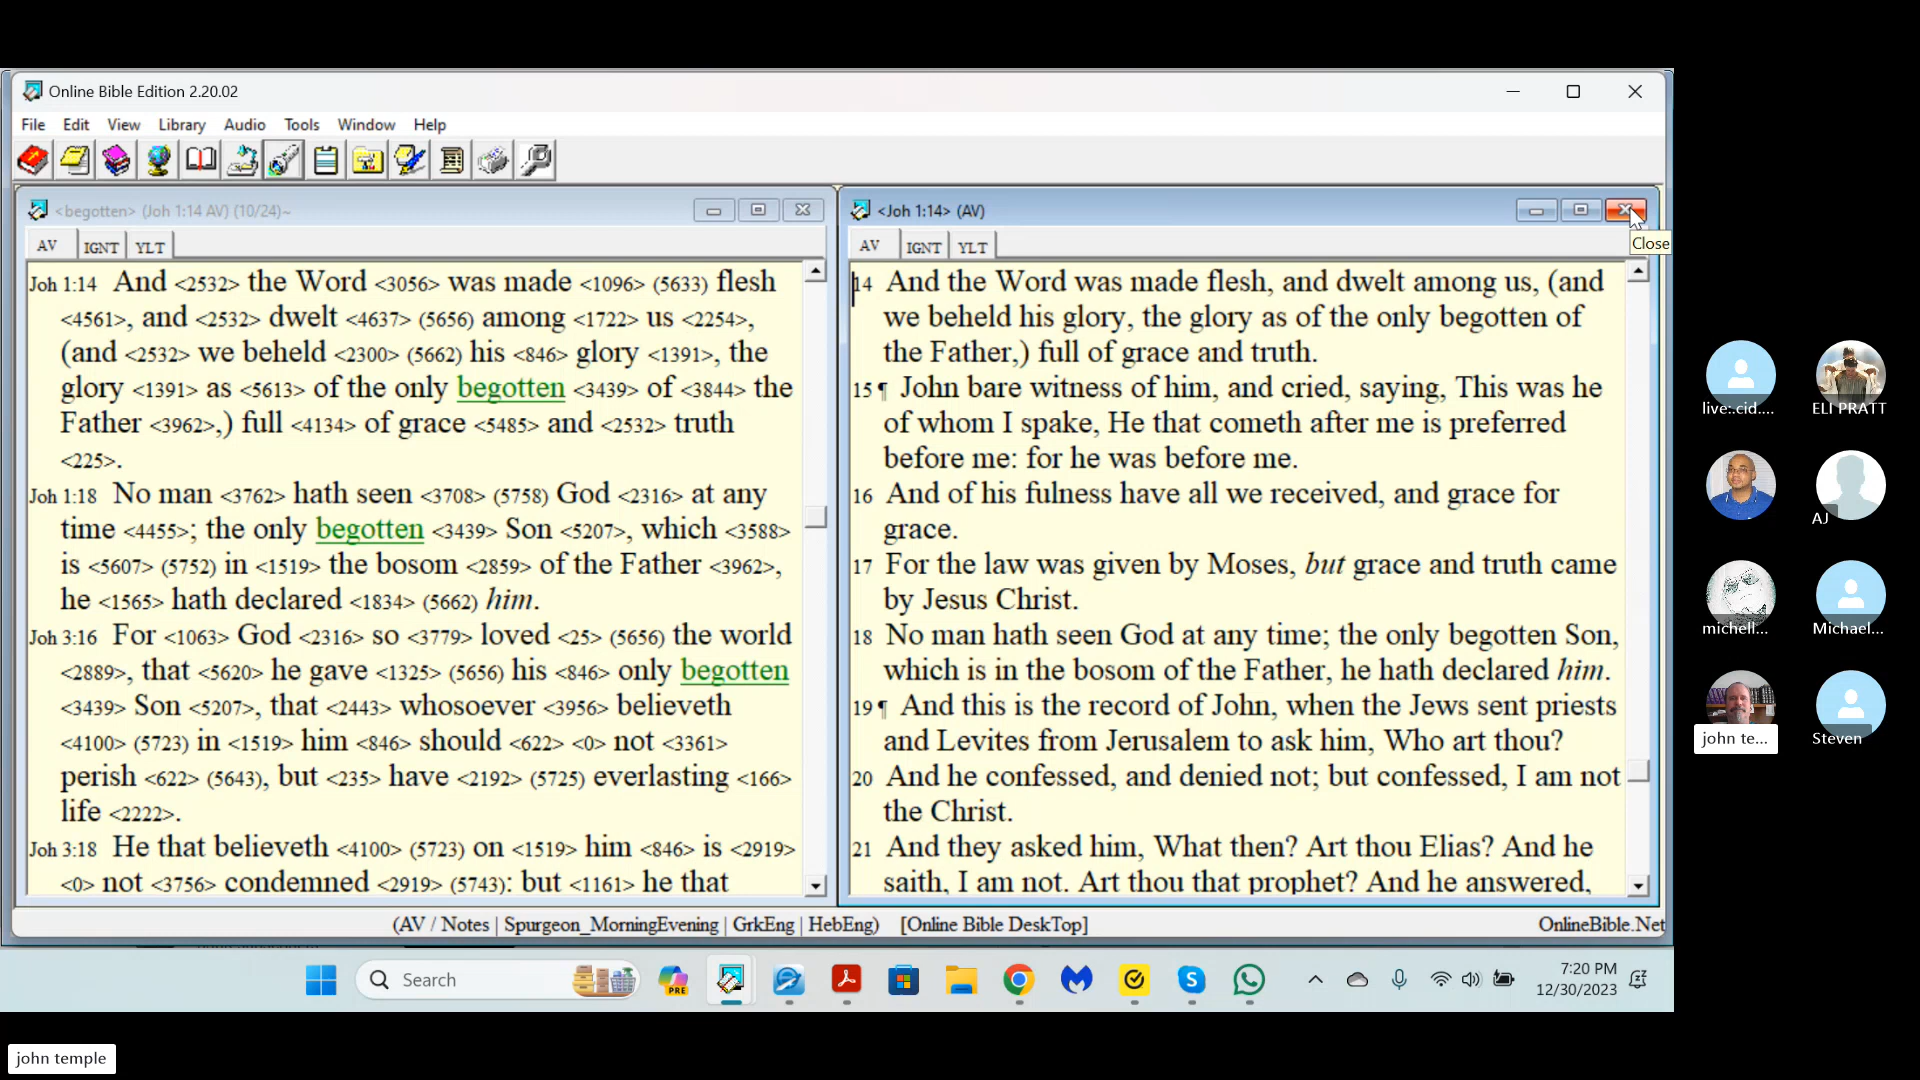 Online Bible Edition 2.20.02
File Edit View Library Audio Tools Window Help
<begotten> (Joh 1:14 AV) (10/24)~
AV IGNT YLT
Joh 1:14 And <2532> the Word <3056> was made <1096> (5633) flesh
<4561>, and <2532> dwelt <4637> (5656) among <1722> us <2254>,
(and <2532> we beheld <2300> (5662) his <846> glory <1391>, the
glory <1391> as <5613> of the only begotten <3439> of <3844> the
Father <3962>,) full <4134> of grace <5485> and <2532> truth
<225>.
Joh 1:18 No man <3762> hath seen <3708> (5758) God <2316> at any
time <4455>; the only begotten <3439> Son <5207>, which <3588>
is <5607> (5752) in <1519> the bosom <2859> of the Father <3962>,
he <1565> hath declared <1834> (5662) him.
Joh 3:16 For <1063> God <2316> so <3779> loved <25> (5656) the world
<2889>, that <5620> he gave <1325> (5656) his <846> only begotten
<3439> Son <5207>, that <2443> whosoever <3956> believeth
<4100> (5723) in <1519> him <846> should <622> <0> not <3361>
perish <622> (5643), but <235> have <2192> (5725) everlasting <166>
life <2222>.
Joh 3:18 He that believeth <4100> (5723) on <1519> him <846> is <2919>
<0> not <3756> condemned <2919> (5743): but <1161> he that
<Joh 1:14> (AV)
Close
AV IGNT YLT
14 And the Word was made flesh, and dwelt among us, (and
we beheld his glory, the glory as of the only begotten of
the Father,) full of grace and truth.
15 ¶ John bare witness of him, and cried, saying, This was he
of whom I spake, He that cometh after me is preferred
before me: for he was before me.
16 And of his fulness have all we received, and grace for
grace.
17 For the law was given by Moses, but grace and truth came
by Jesus Christ.
18 No man hath seen God at any time; the only begotten Son,
which is in the bosom of the Father, he hath declared him.
19 ¶ And this is the record of John, when the Jews sent priests
and Levites from Jerusalem to ask him, Who art thou?
20 And he confessed, and denied not; but confessed, I am not
the Christ.
21 And they asked him, What then? Art thou Elias? And he
saith, I am not. Art thou that prophet? And he answered,
(AV / Notes | Spurgeon_MorningEvening | GrkEng | HebEng) [Online Bible DeskTop]
OnlineBible.Net
Search
PRE
7:20 PM
12/30/2023
live:.cid....
ELI PRATT
AJ
michell...
Michael...
john te...
Steven
john temple